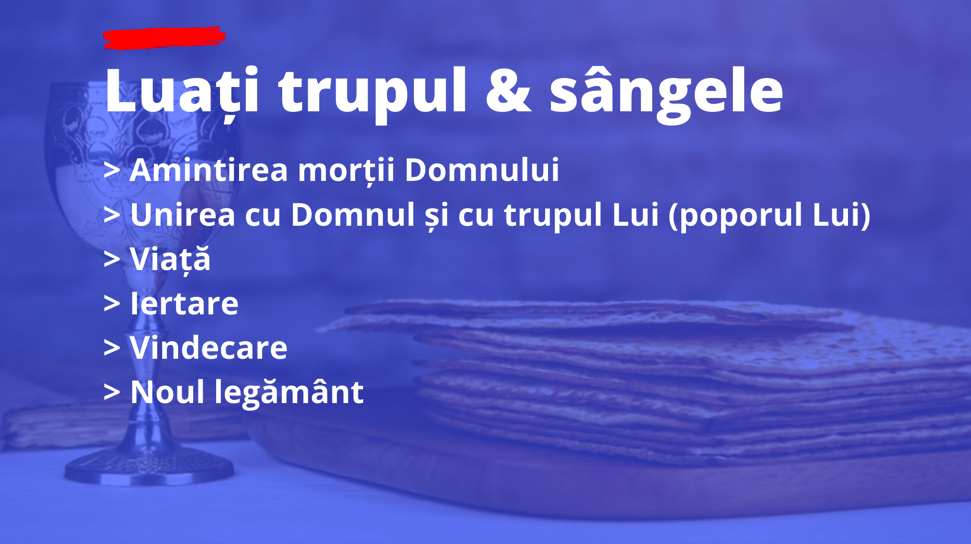 Luați trupul & sângele
> Amintirea morții Domnului
> Unirea cu Domnul și cu trupul Lui (poporul Lui)
> Viață
> Iertare
> Vindecare
> Noul legământ